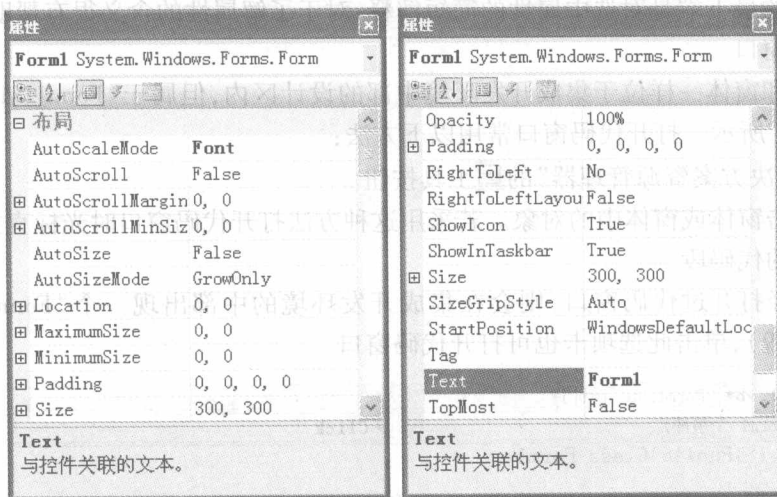 属性
Form1 System.Windows.Forms.Form
布局
AutoScaleMode Font
AutoScroll False
AutoScrollMargin 0, 0
AutoScrollMinSiz 0, 0
AutoSize False
AutoSizeMode GrowOnly
Location 0, 0
MaximumSize 0, 0
MinimumSize 0, 0
Padding 0, 0, 0, 0
Size 300, 300
Text
与控件关联的文本。
属性
Form1 System.Windows.Forms.Form
Opacity 100%
Padding 0, 0, 0, 0
RightToLeft No
RightToLeftLayou False
ShowIcon True
ShowInTaskbar True
Size 300, 300
SizeGripStyle Auto
StartPosition WindowsDefaultLoc
Tag
Text Form1
TopMost False
Text
与控件关联的文本。